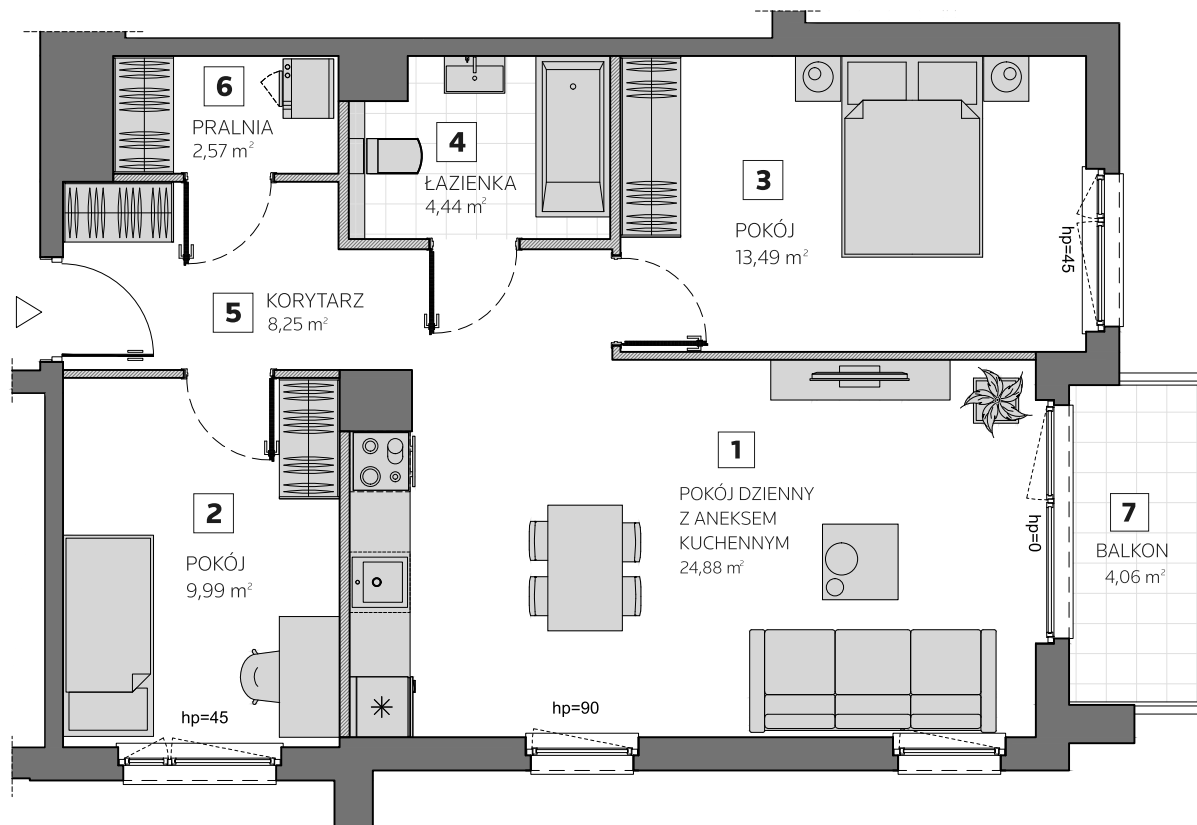 6
PRALNIA
2,57 m²
4
ŁAZIENKA
4,44 m²
3
POKÓJ
13,49 m²
hp=45
5
KORYTARZ
8,25 m²
1
POKÓJ DZIENNY
Z ANEKSEM
KUCHENNYM
24,88 m²
2
POKÓJ
9,99 m²
hp=0
7
BALKON
4,06 m²
hp=45
hp=90